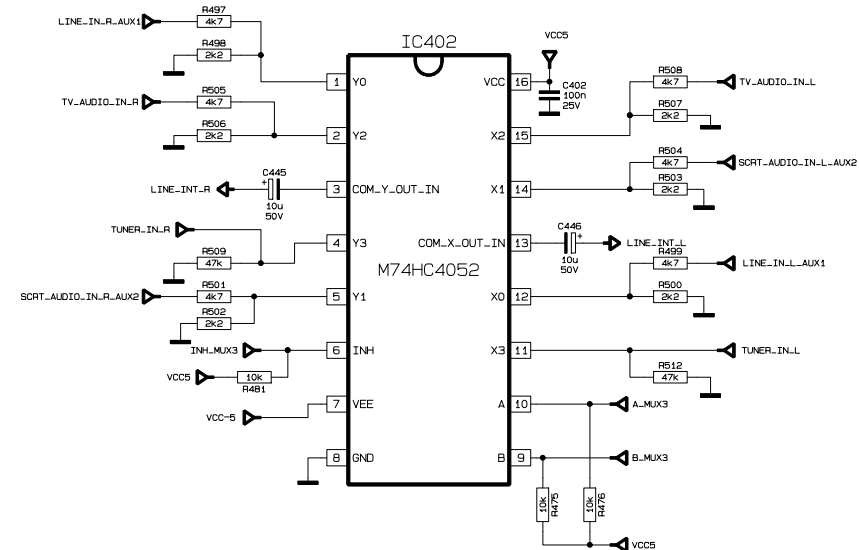 IC402
M74HC4052
LINE_IN_R_AUX1
R497
4k7
R498
2k2
1 Y0
TV_AUDIO_IN_R
R505
4k7
R506
2k2
2 Y2
LINE_INT_R
C445
+
10u
50V
3 COM_Y_OUT_IN
TUNER_IN_R
R509
47k
4 Y3
SCRT_AUDIO_IN_R_AUX2
R501
4k7
R502
2k2
5 Y1
INH_MUX3
6 INH
VCC5
10k
R481
VCC-5
7 VEE
8 GND
VCC5
C402
100n
25V
VCC 16
R508
4k7
TV_AUDIO_IN_L
R507
2k2
X2 15
R504
4k7
SCRT_AUDIO_IN_L_AUX2
R503
2k2
X1 14
C446
+
10u
50V
COM_X_OUT_IN 13
LINE_INT_L
R499
4k7
LINE_IN_L_AUX1
R500
2k2
X0 12
X3 11
TUNER_IN_L
R512
47k
A 10
A_MUX3
B 9
B_MUX3
10k
R475
10k
R476
VCC5